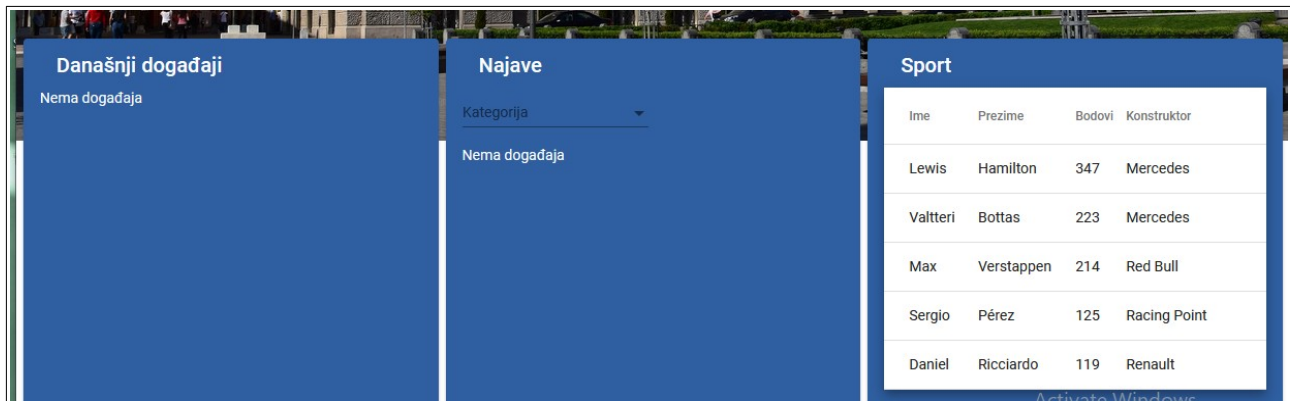 Današnji događaji
Nema događaja
Najave
Kategorija
Nema događaja
Sport
Ime Prezime Bodovi Konstruktor
Lewis Hamilton 347 Mercedes
Valtteri Bottas 223 Mercedes
Max Verstappen 214 Red Bull
Sergio Pérez 125 Racing Point
Daniel Ricciardo 119 Renault
Activate Windows